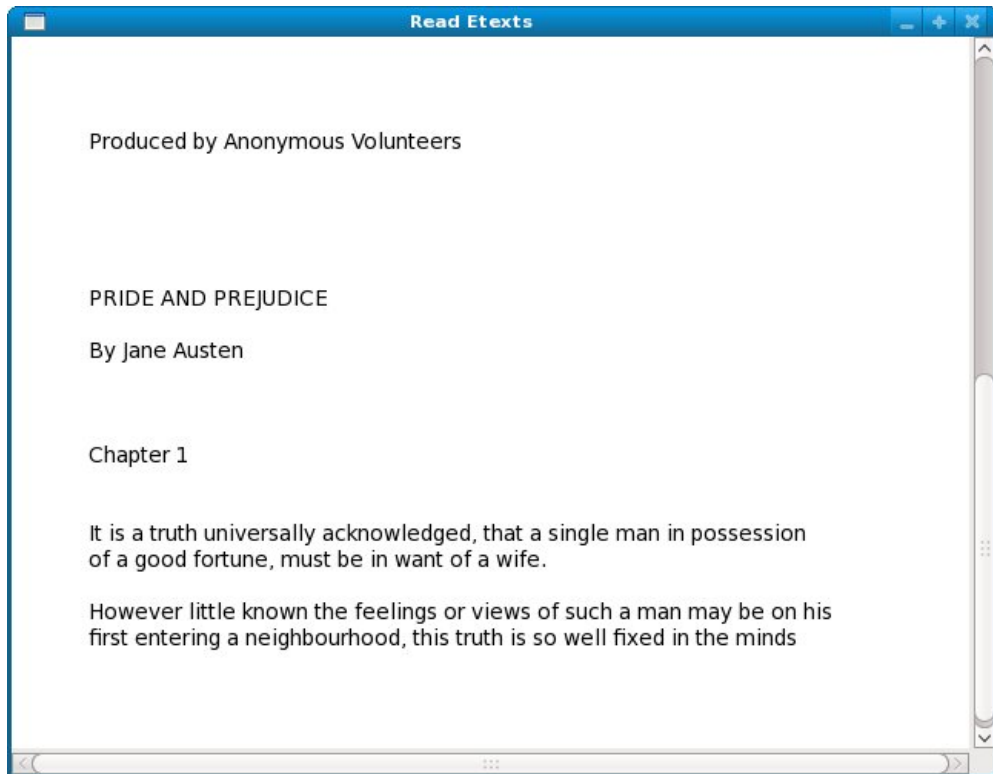 Read Etexts
Produced by Anonymous Volunteers
PRIDE AND PREJUDICE
By Jane Austen
Chapter 1
It is a truth universally acknowledged, that a single man in possession
of a good fortune, must be in want of a wife.
However little known the feelings or views of such a man may be on his
first entering a neighbourhood, this truth is so well fixed in the minds